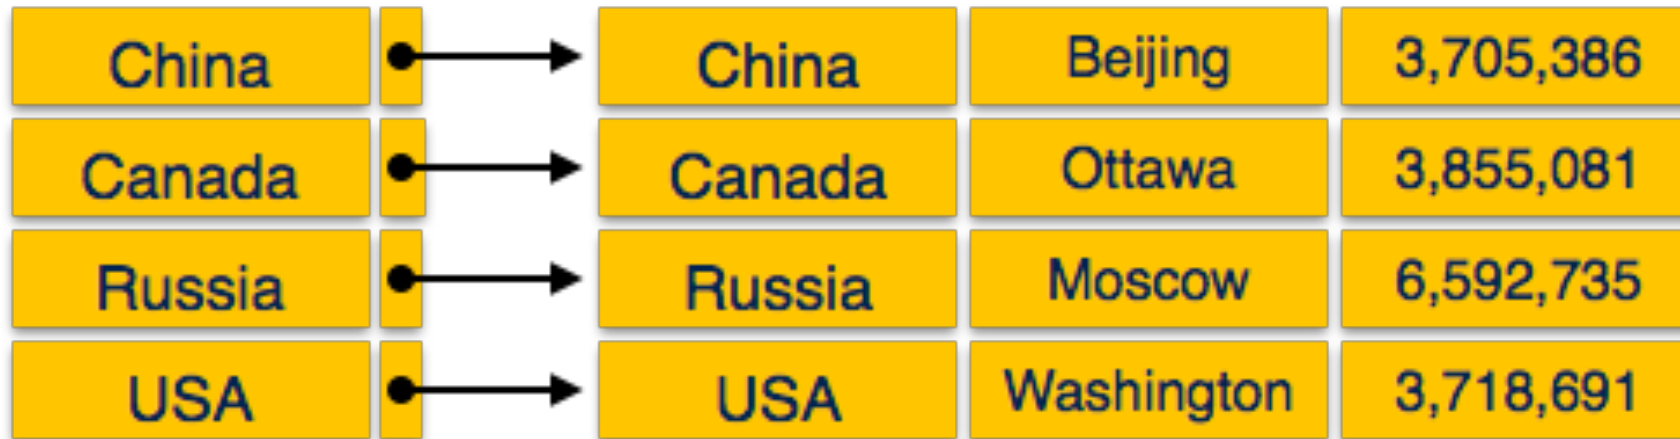 China China Beijing 3,705,386
Canada Canada Ottawa 3,855,081
Russia Russia Moscow 6,592,735
USA USA Washington 3,718,691